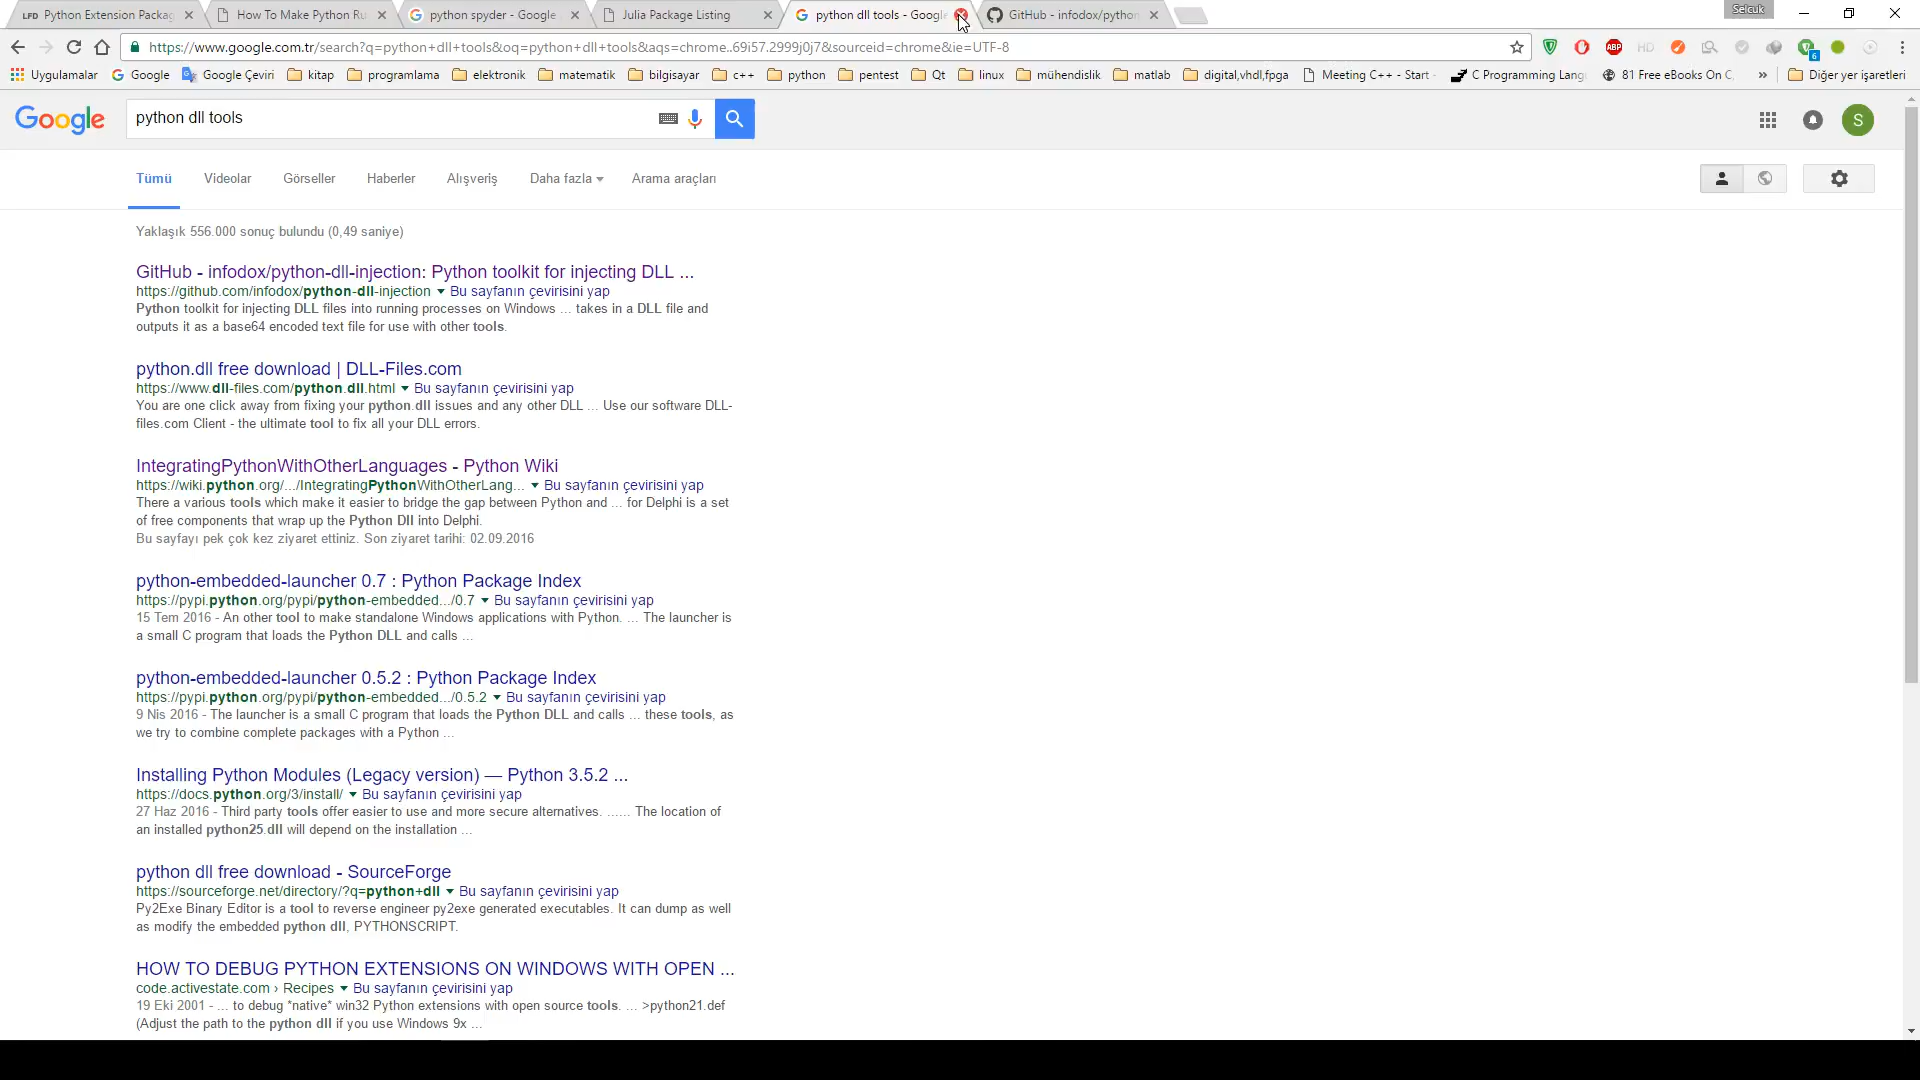 LFD Python Extension Packag
How To Make Python Ru
python spyder - Google
Julia Package Listing
python dll tools - Googl
GitHub - infodox/python
Selcuk
https://www.google.com.tr/search?q=python+dll+tools&oq=python+dll+tools&aqs=chrome..69i57.2999j0j7&sourceid=chrome&ie=UTF-8
ABP
HD
6
Uygulamalar
Google
Google Çeviri
kitap
programlama
elektronik
matematik
bilgisayar
c++
python
pentest
Qt
linux
mühendislik
matlab
digital,vhdl,fpga
Meeting C++ - Start
C Programming Lang
81 Free eBooks On C
»
Diğer yer işaretleri
Google
python dll tools
S
Tümü
Videolar
Görseller
Haberler
Alışveriş
Daha fazla
Arama araçları
Yaklaşık 556.000 sonuç bulundu (0,49 saniye)
GitHub - infodox/python-dll-injection: Python toolkit for injecting DLL ...
https://github.com/infodox/python-dll-injection Bu sayfanın çevirisini yap
Python toolkit for injecting DLL files into running processes on Windows ... takes in a DLL file and
outputs it as a base64 encoded text file for use with other tools.
python.dll free download | DLL-Files.com
https://www.dll-files.com/python.dll.html Bu sayfanın çevirisini yap
You are one click away from fixing your python.dll issues and any other DLL ... Use our software DLL-
files.com Client - the ultimate tool to fix all your DLL errors.
IntegratingPythonWithOtherLanguages - Python Wiki
https://wiki.python.org/.../IntegratingPythonWithOtherLang... Bu sayfanın çevirisini yap
There a various tools which make it easier to bridge the gap between Python and ... for Delphi is a set
of free components that wrap up the Python Dll into Delphi.
Bu sayfayı pek çok kez ziyaret ettiniz. Son ziyaret tarihi: 02.09.2016
python-embedded-launcher 0.7 : Python Package Index
https://pypi.python.org/pypi/python-embedded.../0.7 Bu sayfanın çevirisini yap
15 Tem 2016 - An other tool to make standalone Windows applications with Python. ... The launcher is
a small C program that loads the Python DLL and calls ...
python-embedded-launcher 0.5.2 : Python Package Index
https://pypi.python.org/pypi/python-embedded.../0.5.2 Bu sayfanın çevirisini yap
9 Nis 2016 - The launcher is a small C program that loads the Python DLL and calls ... these tools, as
we try to combine complete packages with a Python ...
Installing Python Modules (Legacy version) — Python 3.5.2 ...
https://docs.python.org/3/install/ Bu sayfanın çevirisini yap
27 Haz 2016 - Third party tools offer easier to use and more secure alternatives. ...... The location of
an installed python25.dll will depend on the installation ...
python dll free download - SourceForge
https://sourceforge.net/directory/?q=python+dll Bu sayfanın çevirisini yap
Py2Exe Binary Editor is a tool to reverse engineer py2exe generated executables. It can dump as well
as modify the embedded python dll, PYTHONSCRIPT.
HOW TO DEBUG PYTHON EXTENSIONS ON WINDOWS WITH OPEN ...
code.activestate.com › Recipes Bu sayfanın çevirisini yap
19 Eki 2001 - ... to debug *native* win32 Python extensions with open source tools. ... >python21.def
(Adjust the path to the python dll if you use Windows 9x ...